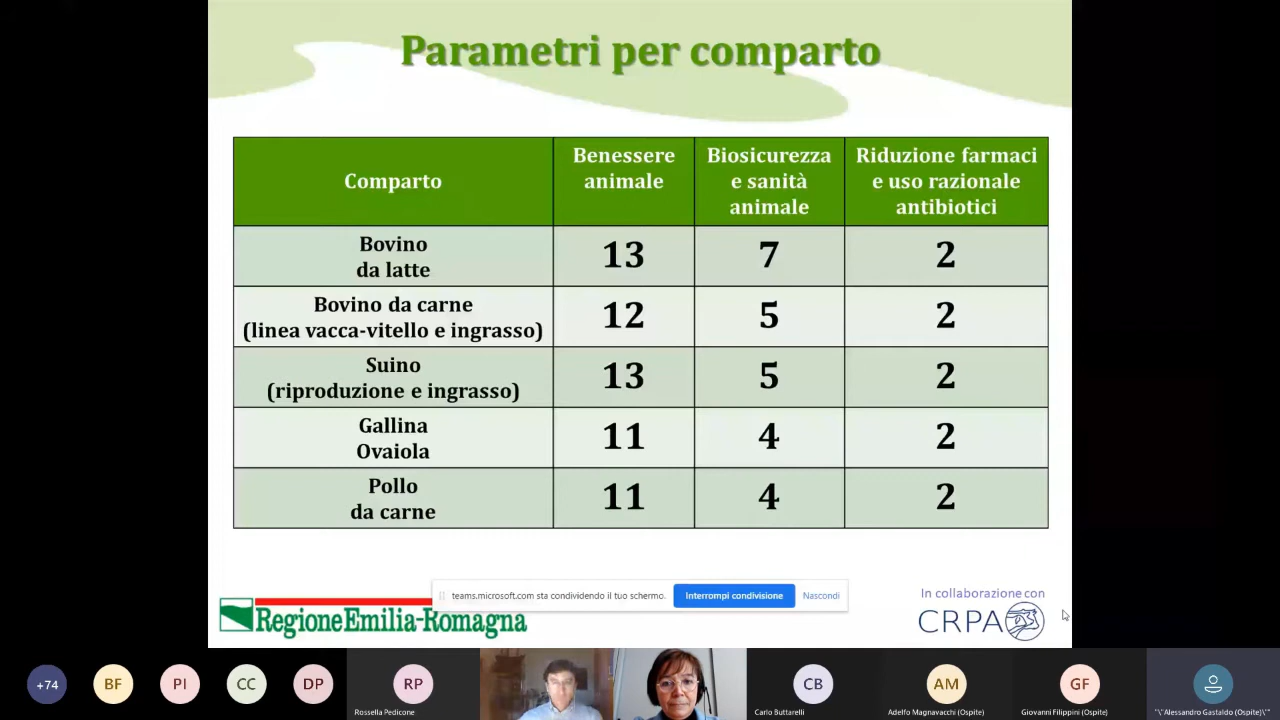 Parametri per comparto
Comparto
Benessere
animale
Biosicurezza
e sanità
animale
Riduzione farmaci
e uso razionale
antibiotici
Bovino
da latte
13
7
2
Bovino da carne
(linea vacca-vitello e ingrasso)
12
5
2
Suino
(riproduzione e ingrasso)
13
5
2
Gallina
Ovaiola
11
4
2
Pollo
da carne
11
4
2
teams.microsoft.com sta condividendo il tuo schermo.
Interrompi condivisione
Nascondi
RegioneEmilia-Romagna
In collaborazione con
CRPA
+74
BF
PI
CC
DP
RP
Rossella Pedicone
CB
Carlo Buttarelli
AM
Adelfo Magnavacchi (Ospite)
GF
Giovanni Filippini (Ospite)
"\"Alessandro Gastaldo (Ospite)\""